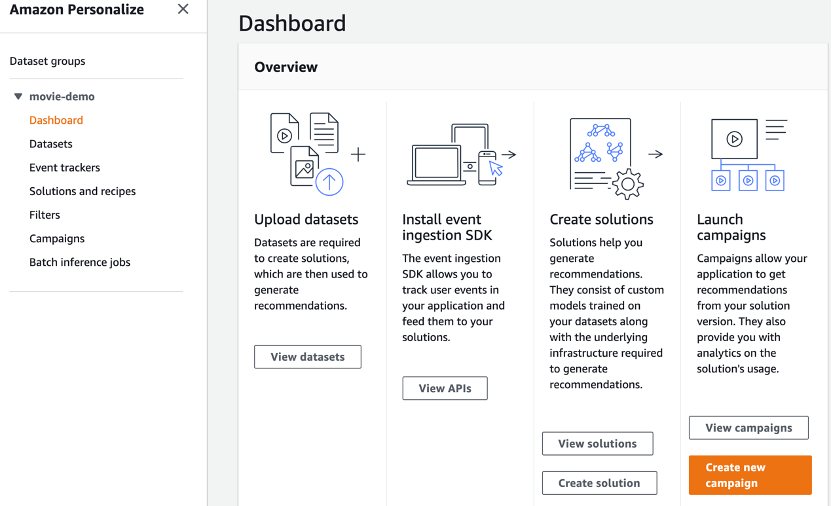 Amazon Personalize
Dataset groups
movie-demo
Dashboard
Datasets
Event trackers
Solutions and recipes
Filters
Campaigns
Batch inference jobs
Dashboard
Overview
Upload datasets
Datasets are required
to create solutions,
which are then used to
generate
recommendations.
View datasets
Install event
ingestion SDK
The event ingestion
SDK allows you to
track user events in
your application and
feed them to your
solutions.
View APIs
Create solutions
Solutions help you
generate
recommendations.
They consist of custom
models trained on
your datasets along
with the underlying
infrastructure required
to generate
recommendations.
View solutions
Create solution
Launch
campaigns
Campaigns allow your
application to get
recommendations
from your solution
version. They also
provide you with
analytics on the
solution's usage.
View campaigns
Create new
campaign